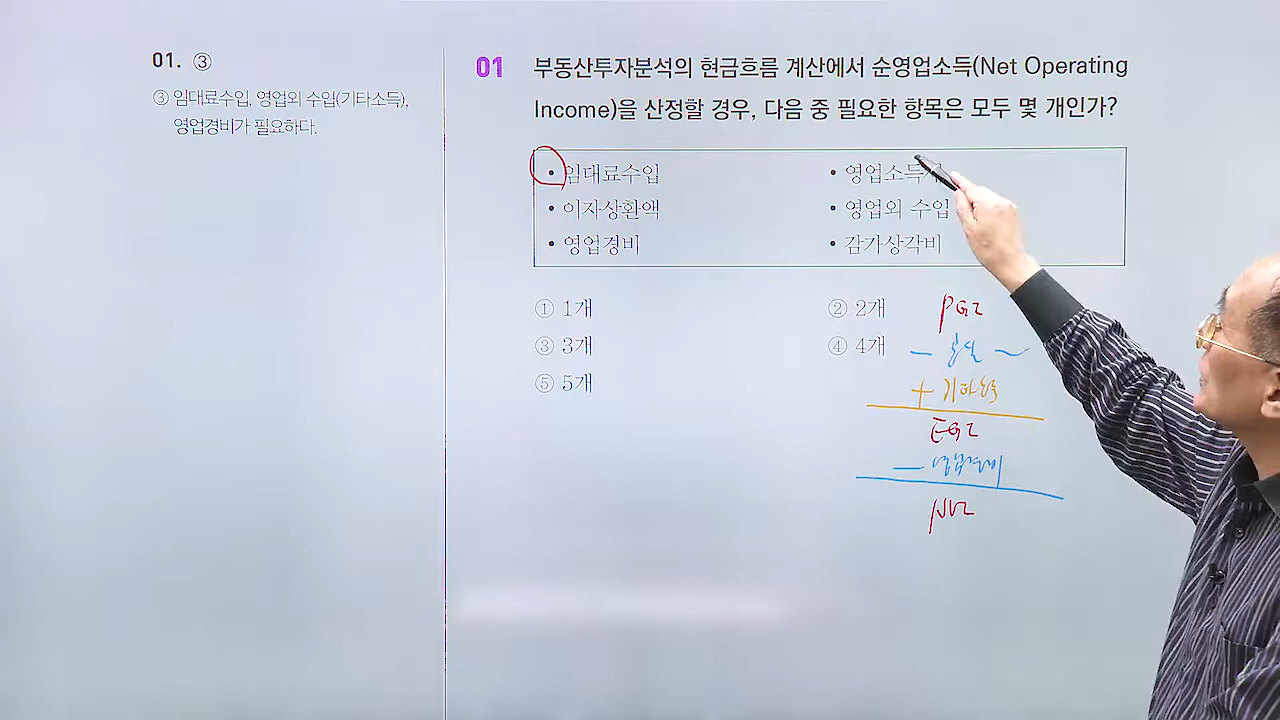 01. ③
③ 임대료수입, 영업외 수입(기타소득),
영업경비가 필요하다.
01 부동산투자분석의 현금흐름 계산에서 순영업소득(Net Operating
Income)을 산정할 경우, 다음 중 필요한 항목은 모두 몇 개인가?
• 임대료수입 • 영업소득세
• 이자상환액 • 영업외 수입
• 영업경비 • 감가상각비
① 1개 ② 2개
③ 3개 ④ 4개
⑤ 5개
PGI
- 공실
+ 기타소득
EGI
- 영업경비
NOI